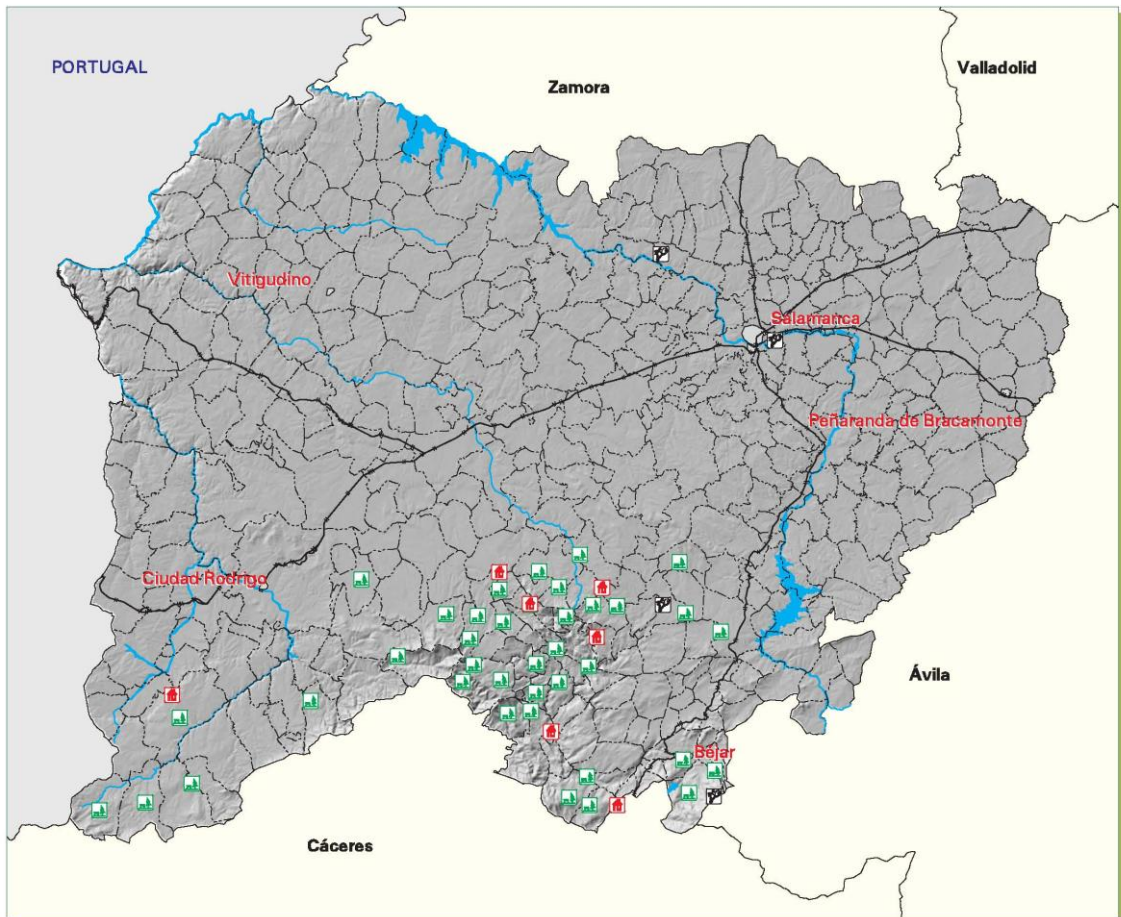 PORTUGAL
Valladolid
Zamora
Vitigudino
Salamanca
Peñaranda de Bracamonte
Ciudad Rodrigo
Ávila
Béjar
Cáceres